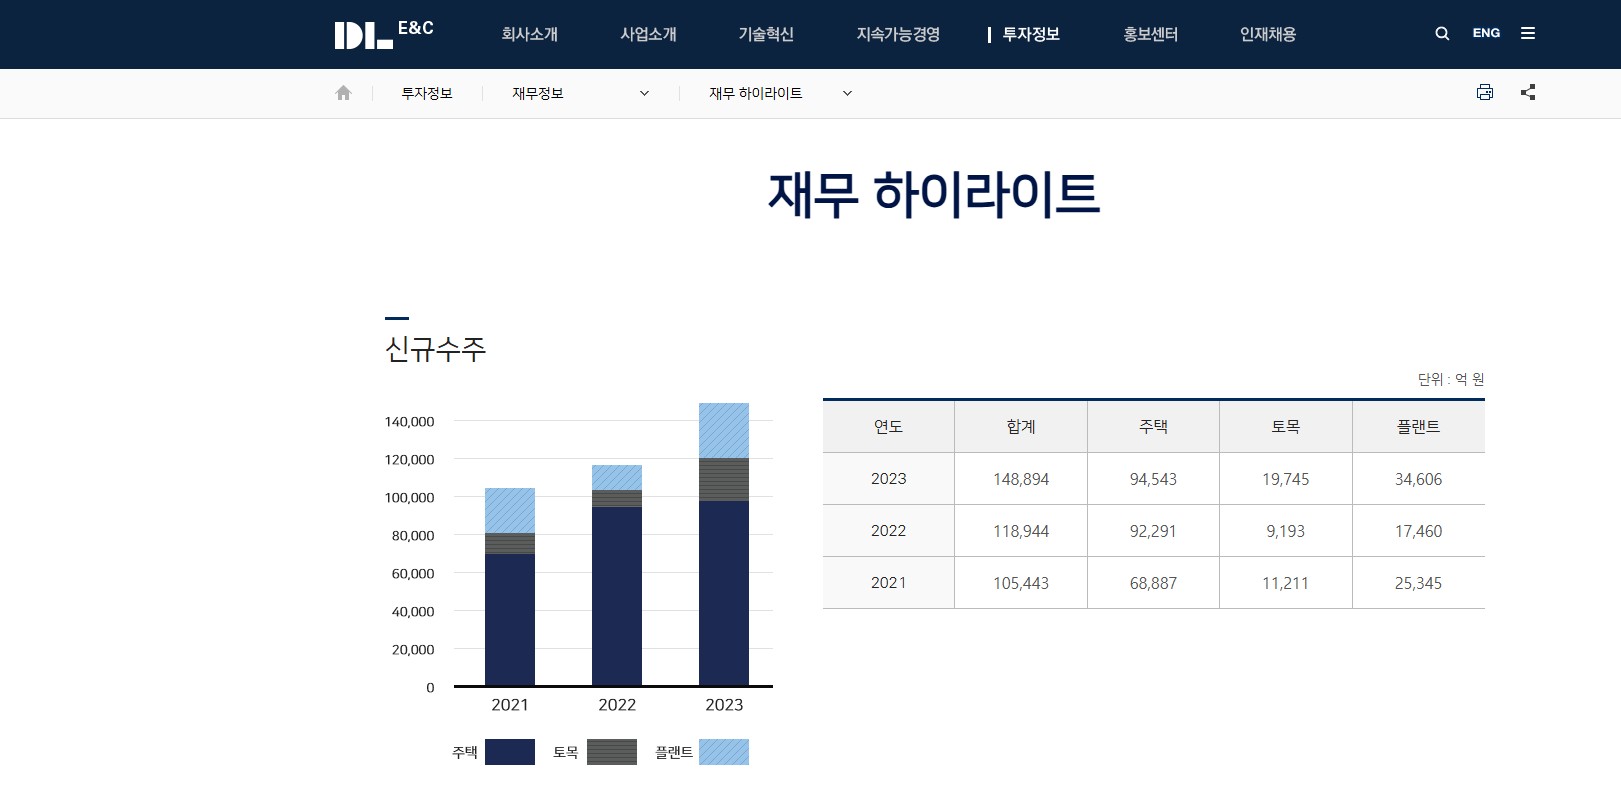 DL E&C
회사소개 사업소개 기술혁신 지속가능경영 투자정보 홍보센터 인재채용 ENG
투자정보 재무정보 재무 하이라이트
재무 하이라이트
신규수주
140,000
120,000
100,000
80,000
60,000
40,000
20,000
0
2021 2022 2023
주택 토목 플랜트
단위 : 억 원
연도 합계 주택 토목 플랜트
2023 148,894 94,543 19,745 34,606
2022 118,944 92,291 9,193 17,460
2021 105,443 68,887 11,211 25,345